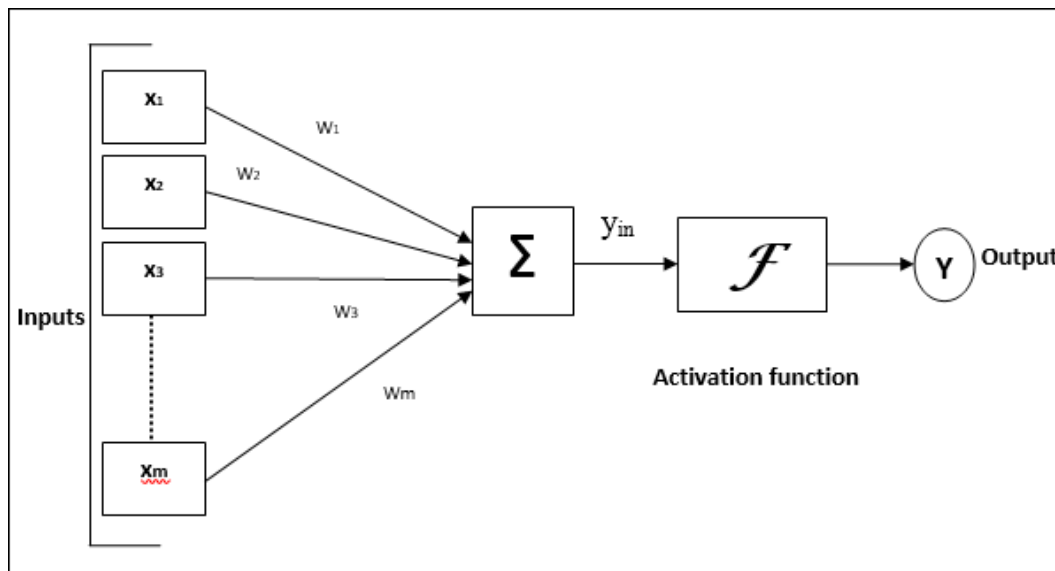 Inputs
x₁
x₂
x₃
xₘ
W₁
W₂
W₃
Wₘ
Σ
yᵢₙ
ℱ
Activation function
Y
Output